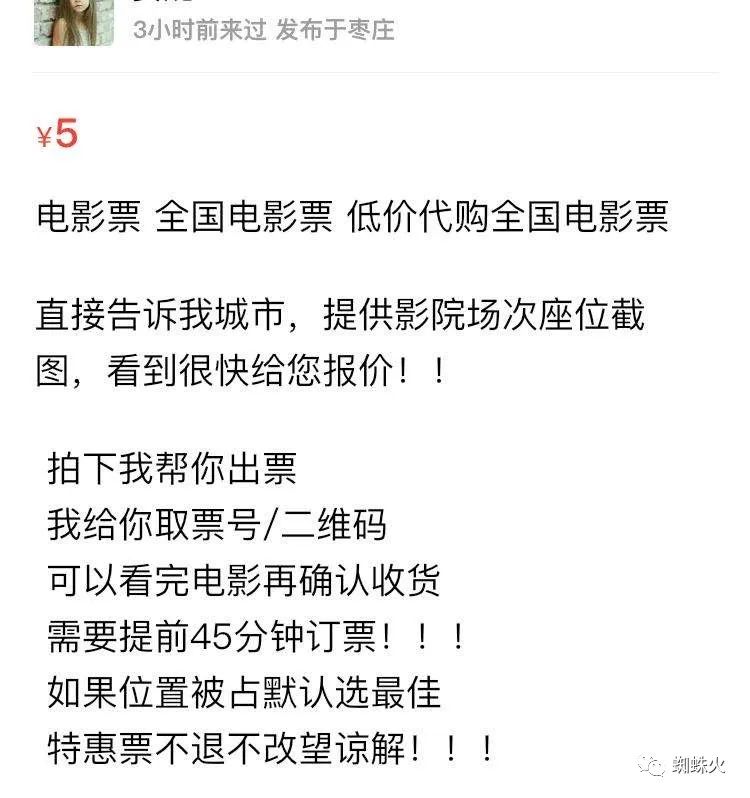 3小时前来过 发布于枣庄
¥5
电影票 全国电影票 低价代购全国电影票
直接告诉我城市，提供影院场次座位截
图，看到很快给您报价！！
拍下我帮你出票
我给你取票号/二维码
可以看完电影再确认收货
需要提前45分钟订票！！！
如果位置被占默认选最佳
特惠票不退不改望谅解！！！
蜘蛛火